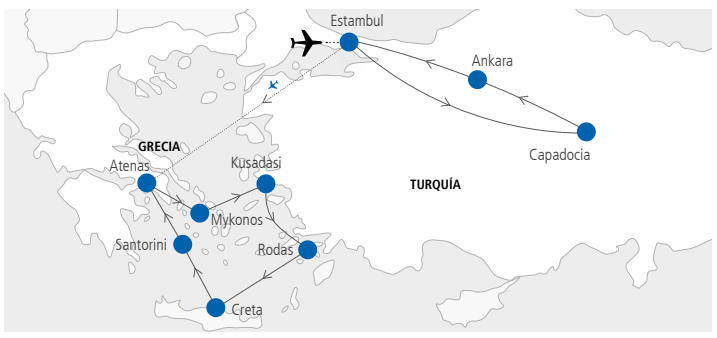 Estambul
Ankara
Capadocia
GRECIA
Atenas
Kusadasi
TURQUÍA
Mykonos
Santorini
Rodas
Creta